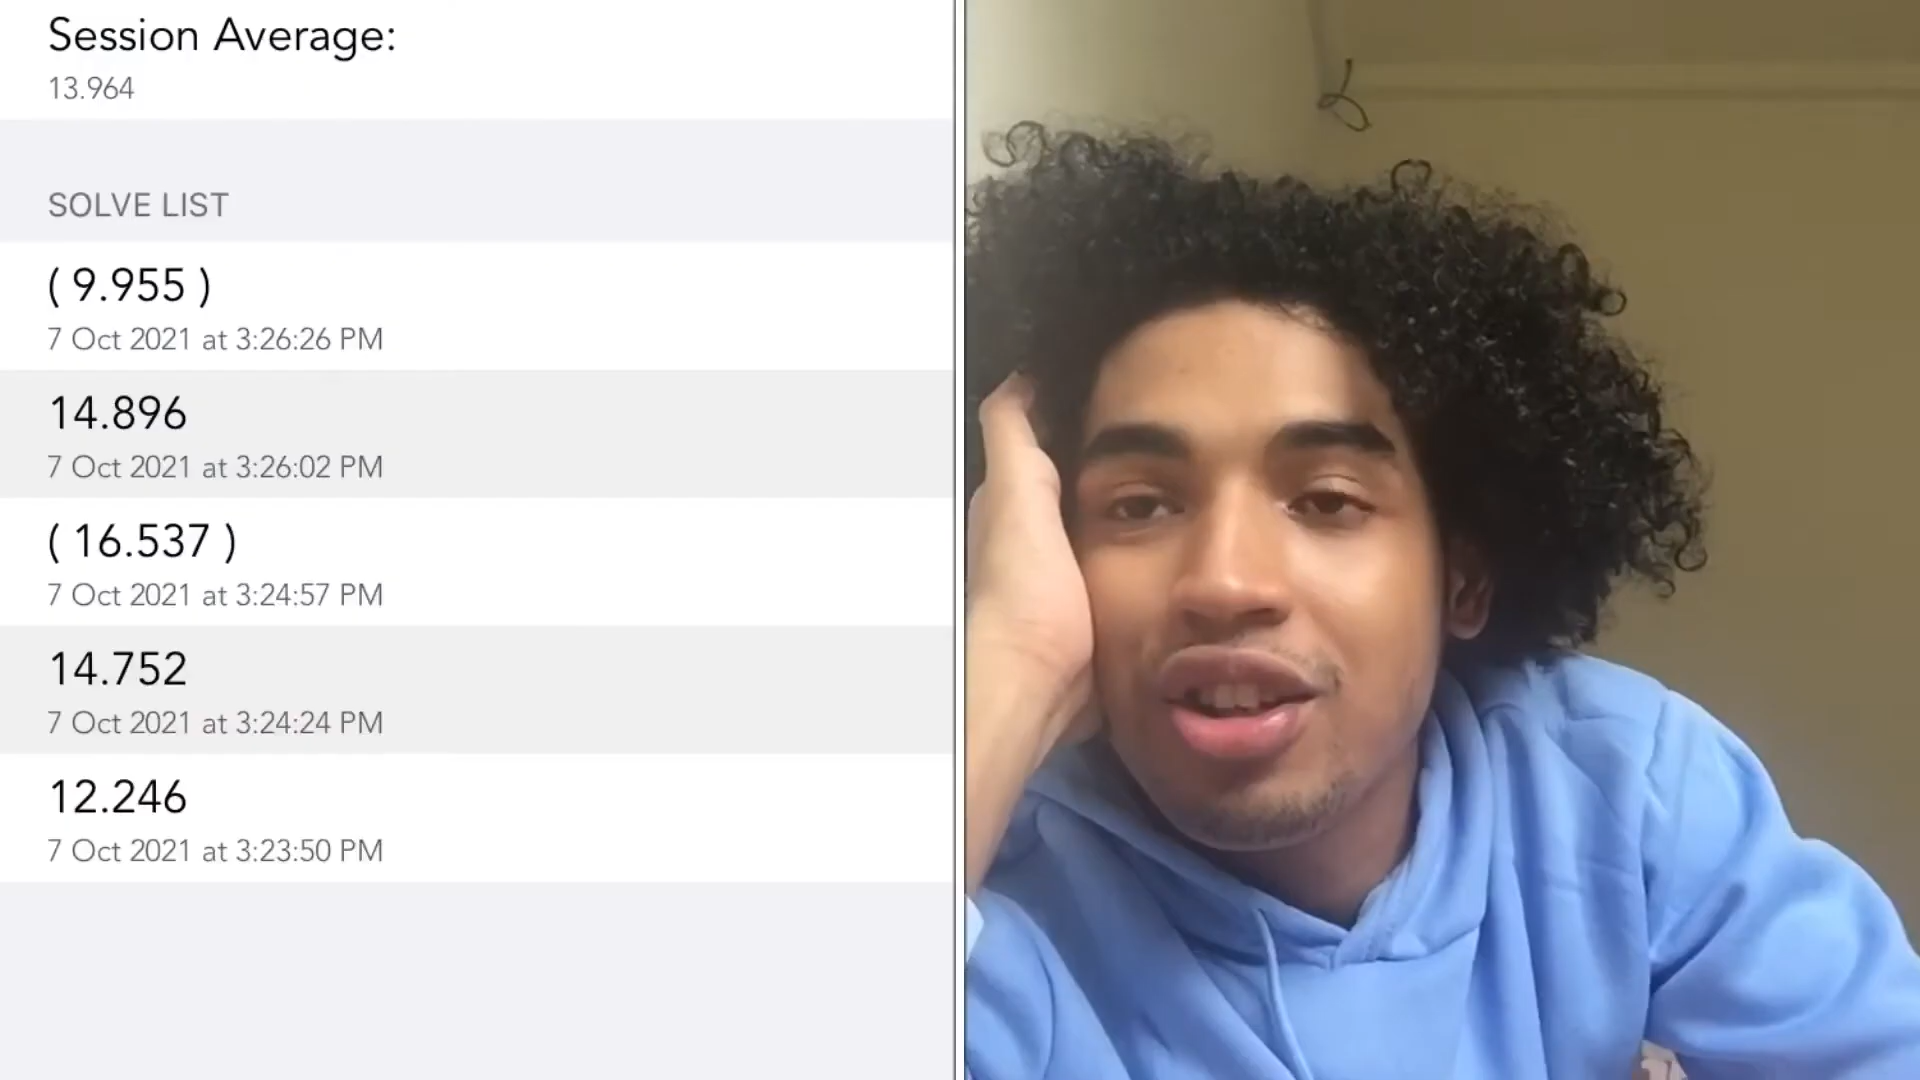 Session Average:
13.964
SOLVE LIST
( 9.955 )
7 Oct 2021 at 3:26:26 PM
14.896
7 Oct 2021 at 3:26:02 PM
( 16.537 )
7 Oct 2021 at 3:24:57 PM
14.752
7 Oct 2021 at 3:24:24 PM
12.246
7 Oct 2021 at 3:23:50 PM